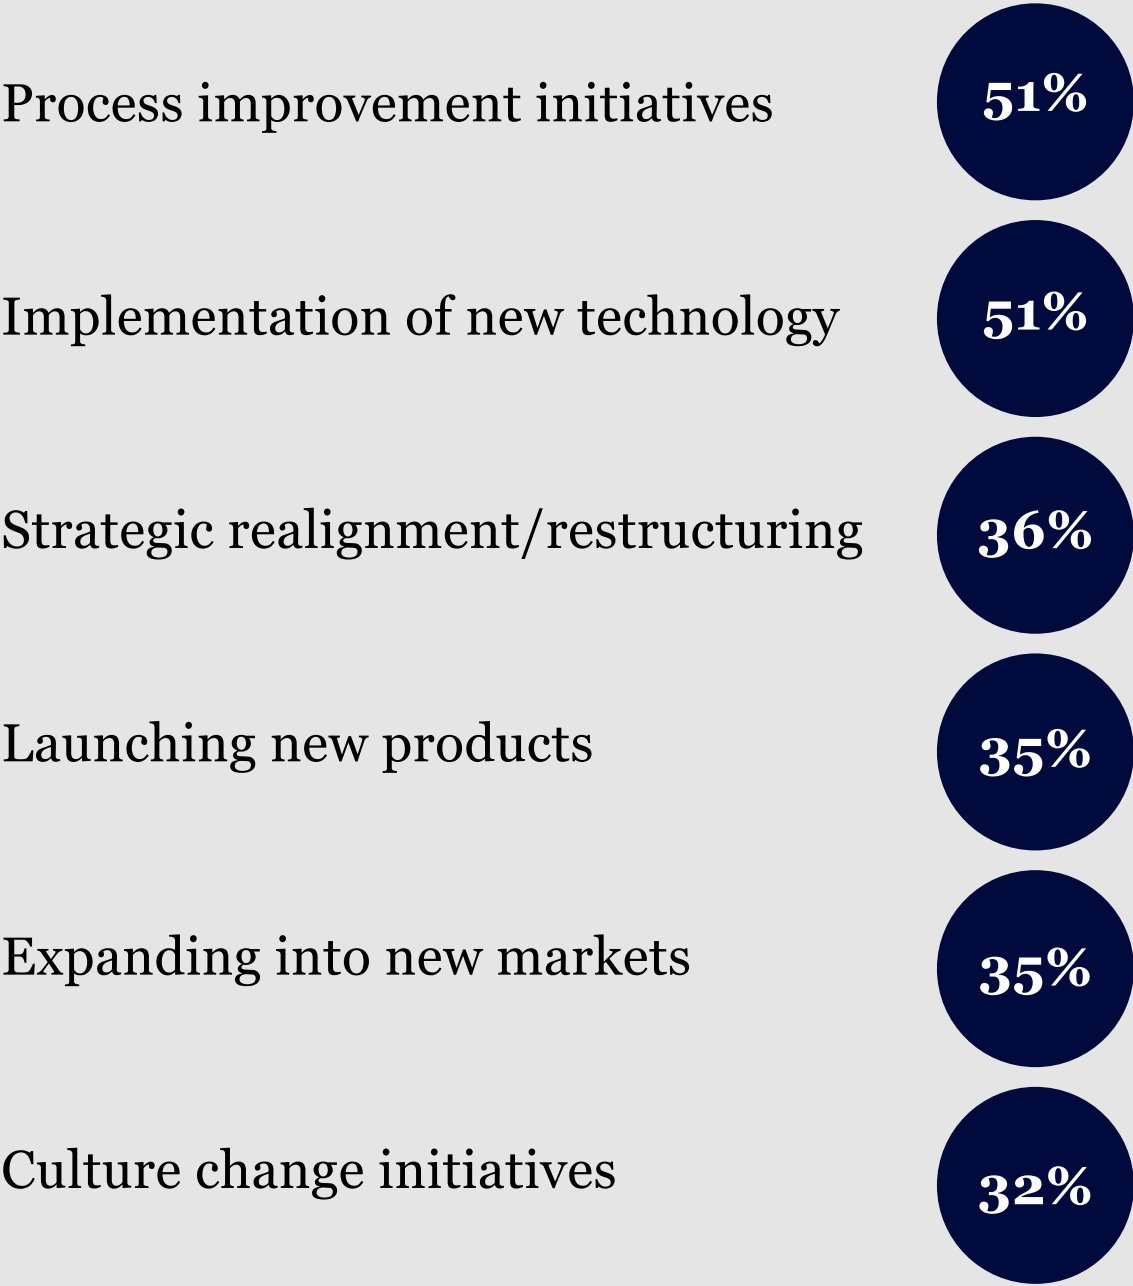 Process improvement initiatives 51%
Implementation of new technology 51%
Strategic realignment/restructuring 36%
Launching new products 35%
Expanding into new markets 35%
Culture change initiatives 32%